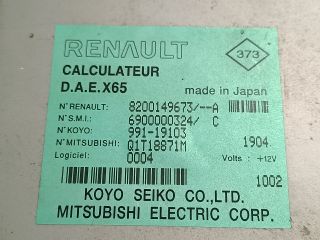 RENAULT
373
CALCULATEUR
D.A.E.X65
made in Japan
N°RENAULT: 8200149673/--A
N°S.M.I.: 6900000324/ C
N°KOYO: 991-19103
N°MITSUBISHI: Q1T18871M 1904
Logiciel: 0004 Volts: +12V
1002
KOYO SEIKO CO.,LTD.
MITSUBISHI ELECTRIC CORP.